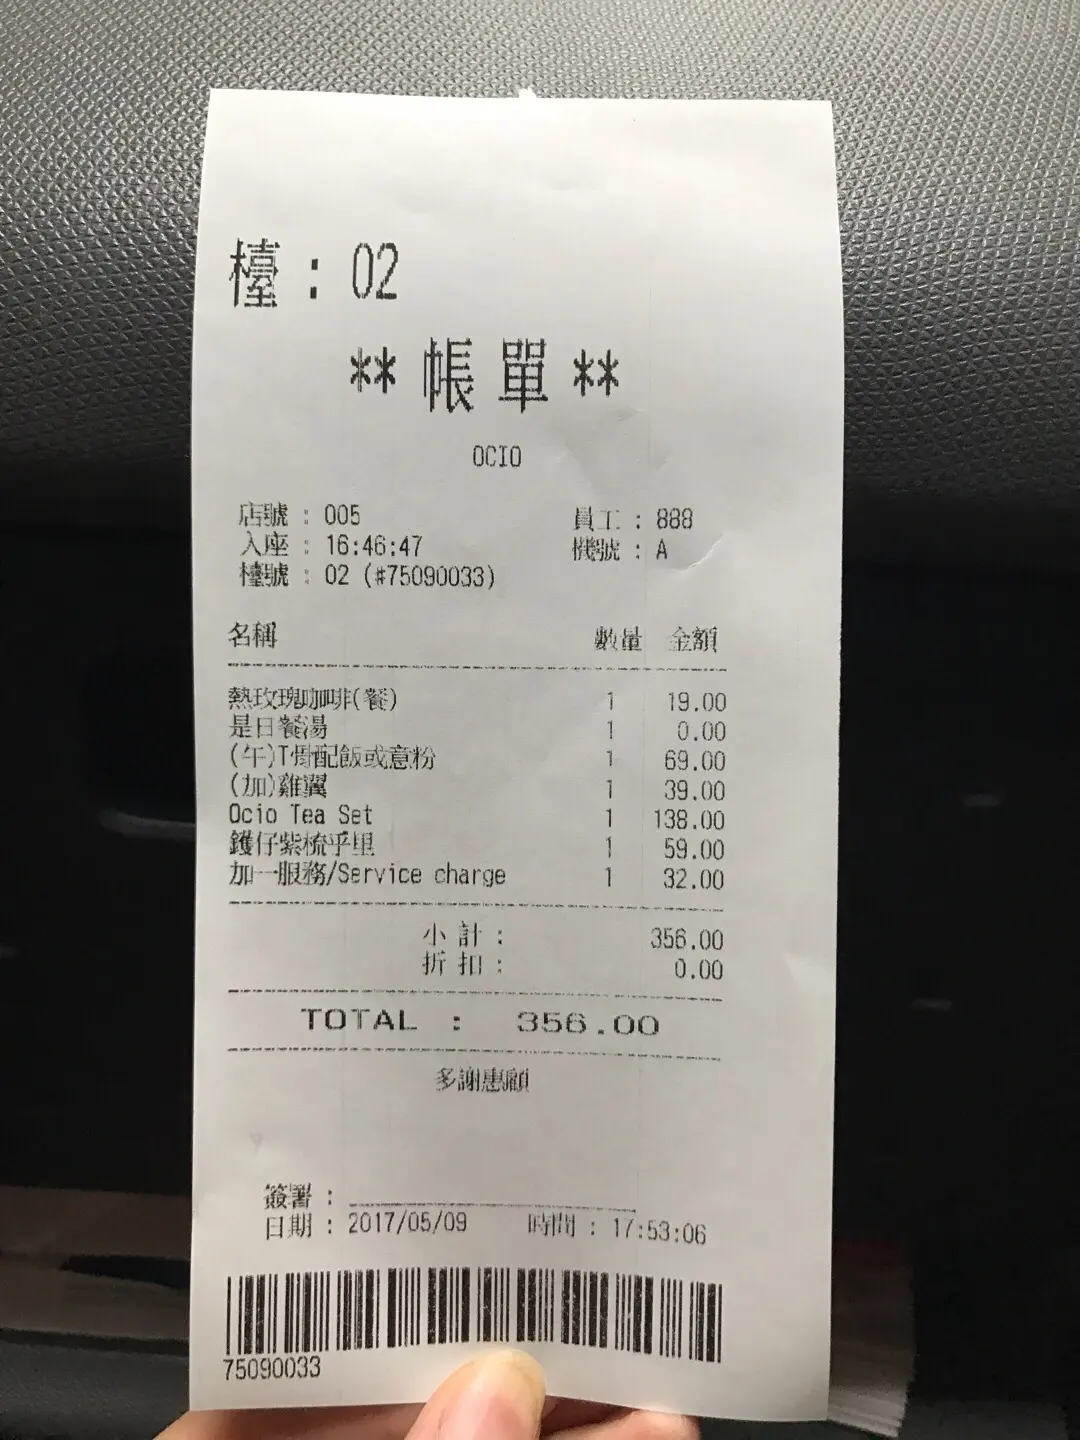 檯 : 02
** 帳 單 **
OCIO
店號 : 005 員工 : 888
入座 : 16:46:47 機號 : A
檯號 : 02 (#75090033)
名稱 數量 金額
熱玫瑰咖啡(餐) 1 19.00
是日餐湯 1 0.00
(午)T骨配飯或意粉 1 69.00
(加)雞翼 1 39.00
Ocio Tea Set 1 138.00
鑊仔紫梳乎里 1 59.00
加一服務/Service charge 1 32.00
小 計 : 356.00
折 扣 : 0.00
TOTAL : 356.00
多謝惠顧
簽署 :
日期 : 2017/05/09 時間 : 17:53:06
75090033